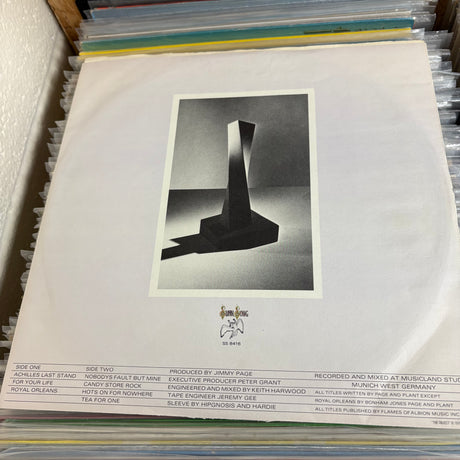 Swan Song
SS 8416
SIDE ONE
ACHILLES LAST STAND
FOR YOUR LIFE
ROYAL ORLEANS
SIDE TWO
NOBODYS FAULT BUT MINE
CANDY STORE ROCK
HOTS ON FOR NOWHERE
TEA FOR ONE
PRODUCED BY JIMMY PAGE
EXECUTIVE PRODUCER PETER GRANT
ENGINEERED AND MIXED BY KEITH HARWOOD
TAPE ENGINEER JEREMY GEE
SLEEVE BY HIPGNOSIS AND HARDIE
RECORDED AND MIXED AT MUSICLAND
MUNICH WEST GERMANY
ALL TITLES WRITTEN BY PAGE AND PLANT EXCEPT
ROYAL ORLEANS BY BONHAM JONES PAGE AND PLANT
ALL TITLES PUBLISHED BY FLAMES OF ALBION MUSIC